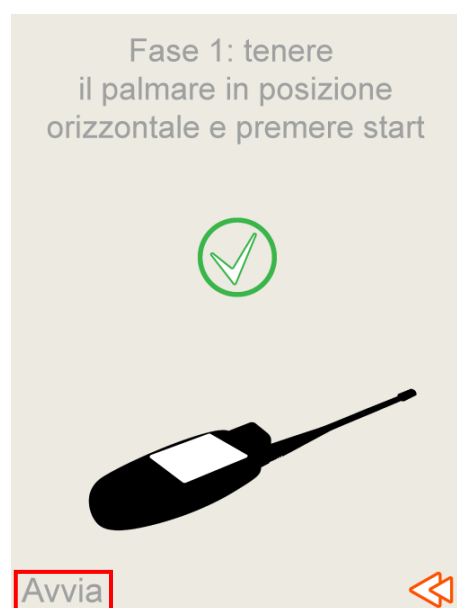 Fase 1: tenere
il palmare in posizione
orizzontale e premere start
Avvia